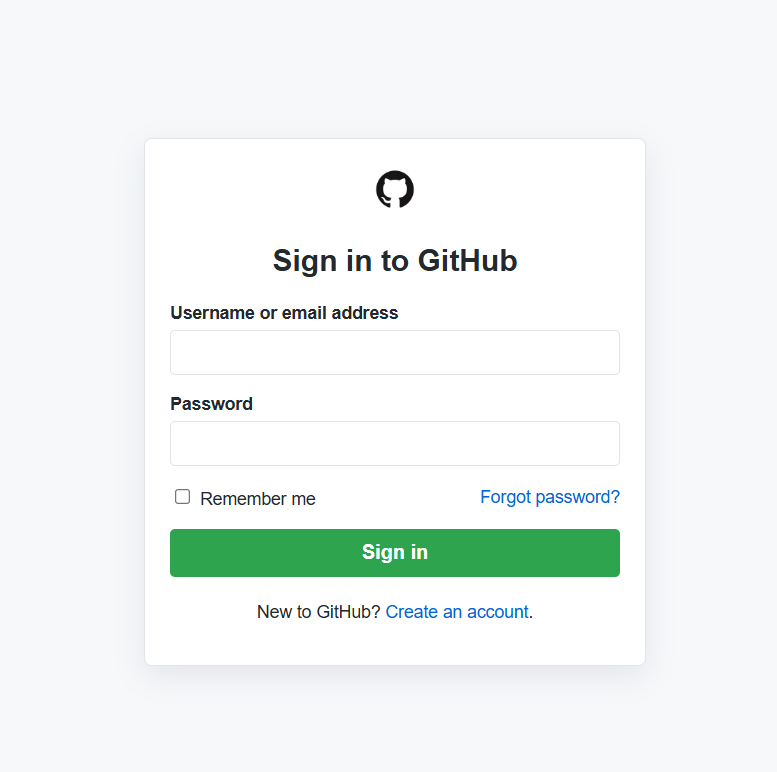 Sign in to GitHub
Username or email address
Password
Remember me
Forgot password?
Sign in
New to GitHub? Create an account.